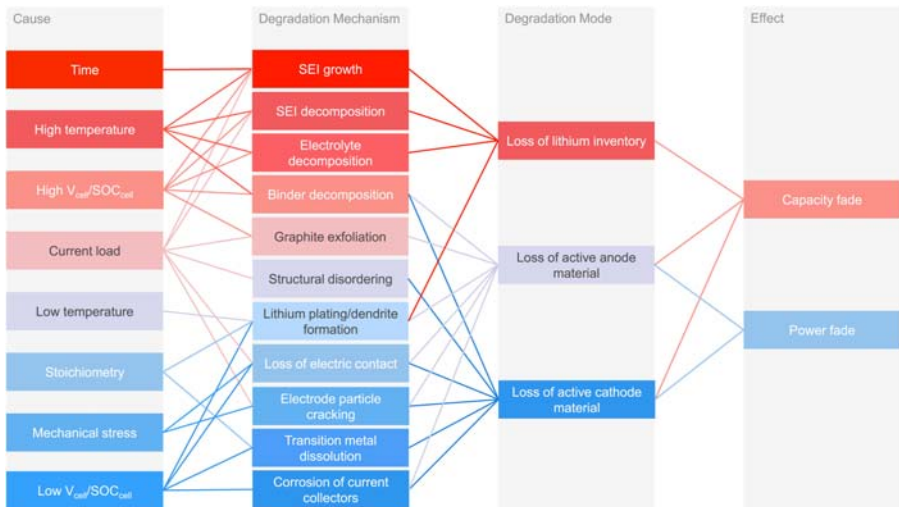 Cause
Time
High temperature
High Vcell/SOCcell
Current load
Low temperature
Stoichiometry
Mechanical stress
Low Vcell/SOCcell
Degradation Mechanism
SEI growth
SEI decomposition
Electrolyte
decomposition
Binder decomposition
Graphite exfoliation
Structural disordering
Lithium plating/dendrite
formation
Loss of electric contact
Electrode particle
cracking
Transition metal
dissolution
Corrosion of current
collectors
Degradation Mode
Loss of lithium inventory
Loss of active anode
material
Loss of active cathode
material
Effect
Capacity fade
Power fade